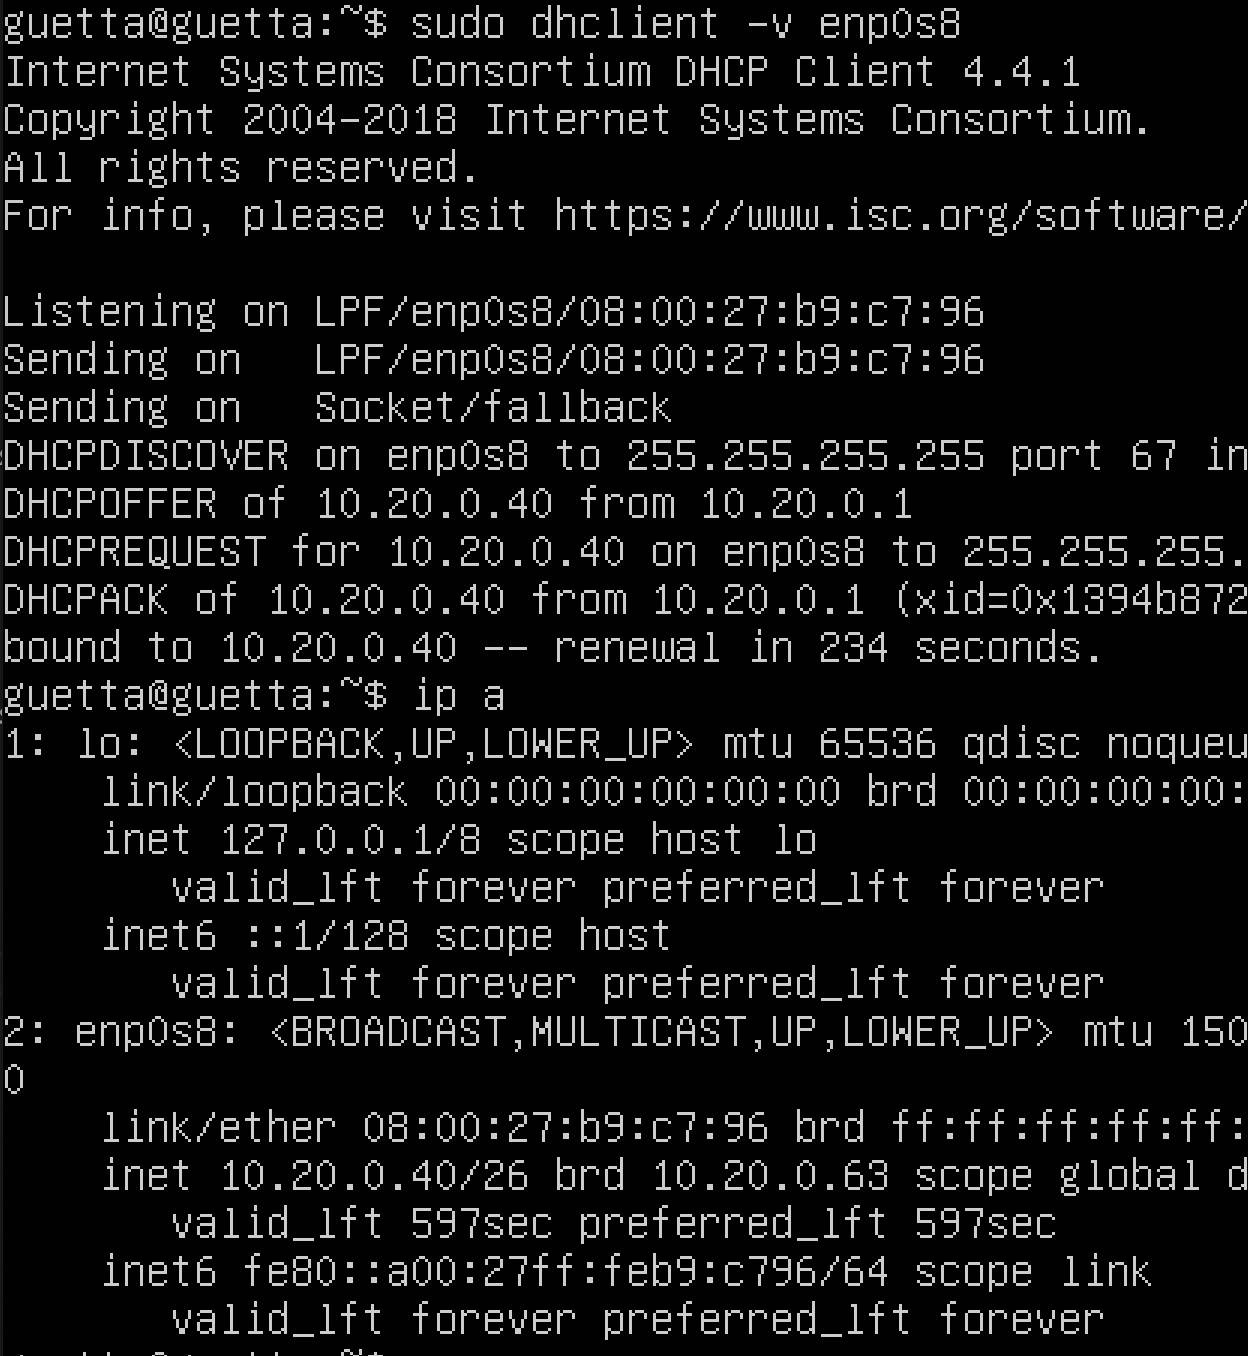 guetta@guetta:~$ sudo dhclient -v enp0s8
Internet Systems Consortium DHCP Client 4.4.1
Copyright 2004-2018 Internet Systems Consortium.
All rights reserved.
For info, please visit https://www.isc.org/software/
Listening on LPF/enp0s8/08:00:27:b9:c7:96
Sending on   LPF/enp0s8/08:00:27:b9:c7:96
Sending on   Socket/fallback
DHCPDISCOVER on enp0s8 to 255.255.255.255 port 67 in
DHCPOFFER of 10.20.0.40 from 10.20.0.1
DHCPREQUEST for 10.20.0.40 on enp0s8 to 255.255.255.
DHCPACK of 10.20.0.40 from 10.20.0.1 (xid=0x1394b872
bound to 10.20.0.40 -- renewal in 234 seconds.
guetta@guetta:~$ ip a
1: lo: <LOOPBACK,UP,LOWER_UP> mtu 65536 qdisc noqueu
    link/loopback 00:00:00:00:00:00 brd 00:00:00:00:
    inet 127.0.0.1/8 scope host lo
       valid_lft forever preferred_lft forever
    inet6 ::1/128 scope host
       valid_lft forever preferred_lft forever
2: enp0s8: <BROADCAST,MULTICAST,UP,LOWER_UP> mtu 150
0
    link/ether 08:00:27:b9:c7:96 brd ff:ff:ff:ff:ff:
    inet 10.20.0.40/26 brd 10.20.0.63 scope global d
       valid_lft 597sec preferred_lft 597sec
    inet6 fe80::a00:27ff:feb9:c796/64 scope link
       valid_lft forever preferred_lft forever